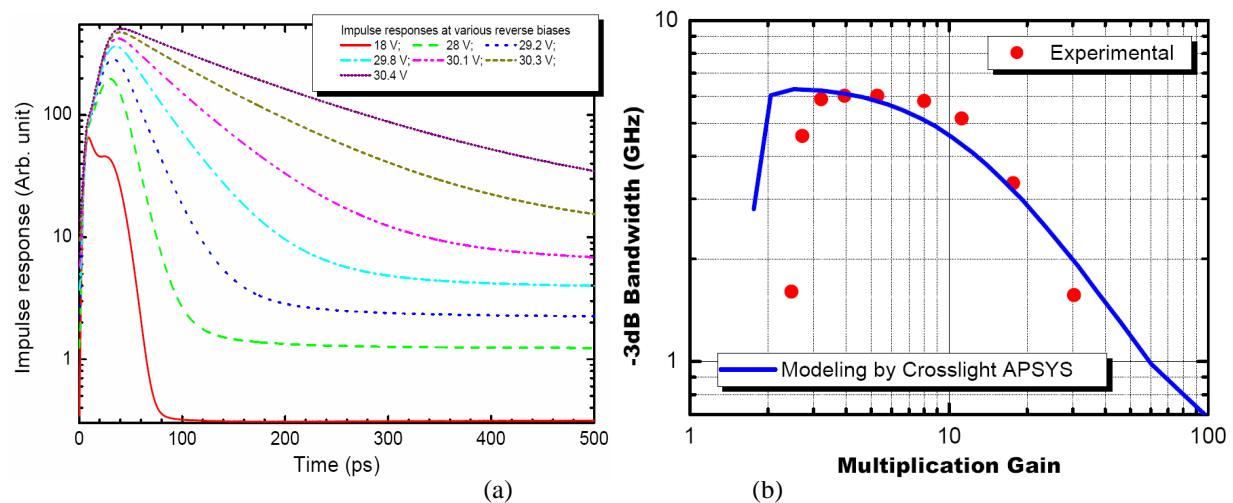 Impulse responses at various reverse biases
18 V; 28 V; 29.2 V;
29.8 V; 30.1 V; 30.3 V;
30.4 V
Impulse response (Arb. unit)
100
10
1
0 100 200 300 400 500
Time (ps)
(a)
Experimental
-3dB Bandwidth (GHz)
10
1
Modeling by Crosslight APSYS
1 10 100
Multiplication Gain
(b)